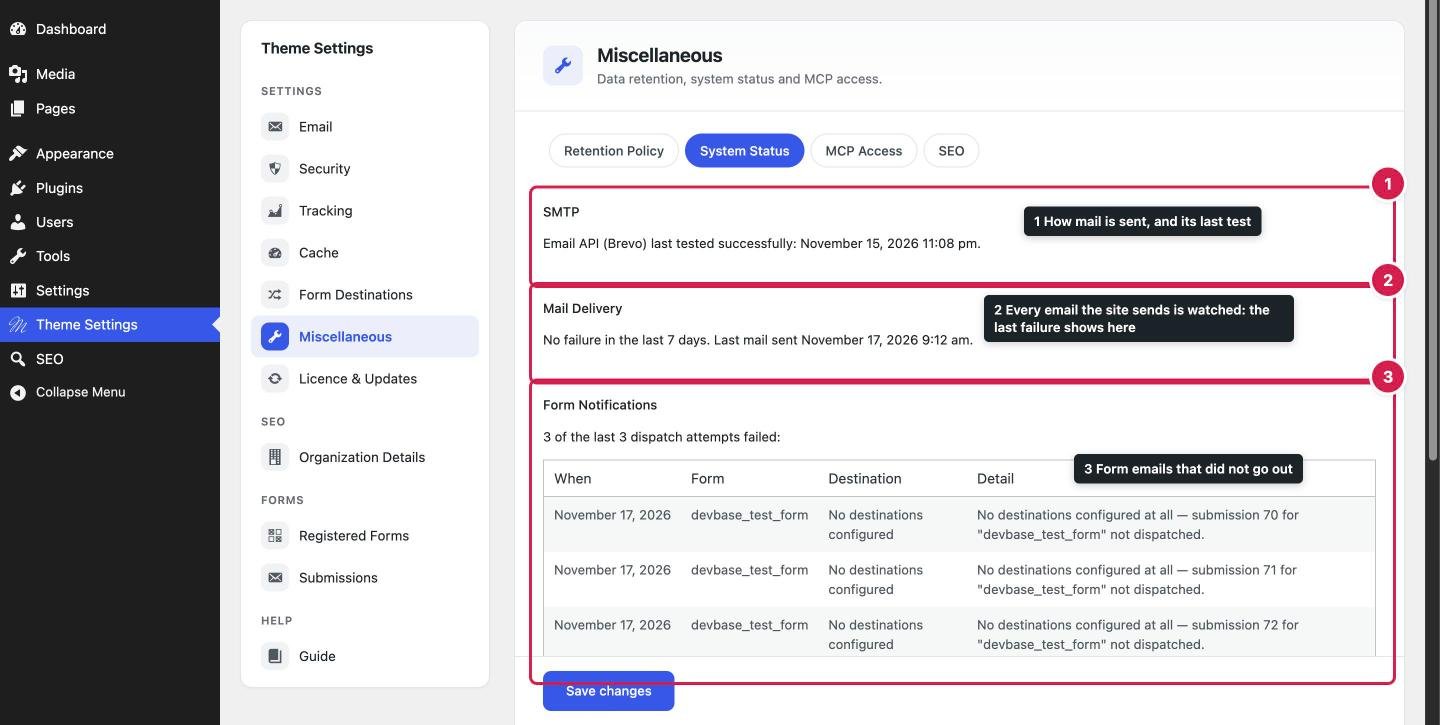 Dashboard
Media
Pages
Appearance
Plugins
Users
Tools
Settings
Theme Settings
SEO
Collapse Menu
Theme Settings
SETTINGS
Email
Security
Tracking
Cache
Form Destinations
Miscellaneous
Licence & Updates
SEO
Organization Details
FORMS
Registered Forms
Submissions
HELP
Guide
Miscellaneous
Data retention, system status and MCP access.
Retention Policy System Status MCP Access SEO
1
SMTP
1 How mail is sent, and its last test
Email API (Brevo) last tested successfully: November 15, 2026 11:08 pm.
2
Mail Delivery
2 Every email the site sends is watched: the
last failure shows here
No failure in the last 7 days. Last mail sent November 17, 2026 9:12 am.
3
Form Notifications
3 of the last 3 dispatch attempts failed:
3 Form emails that did not go out
When Form Destination Detail
November 17, 2026 devbase_test_form No destinations No destinations configured at all — submission 70 for
configured "devbase_test_form" not dispatched.
November 17, 2026 devbase_test_form No destinations No destinations configured at all — submission 71 for
configured "devbase_test_form" not dispatched.
November 17, 2026 devbase_test_form No destinations No destinations configured at all — submission 72 for
configured "devbase_test_form" not dispatched.
Save changes